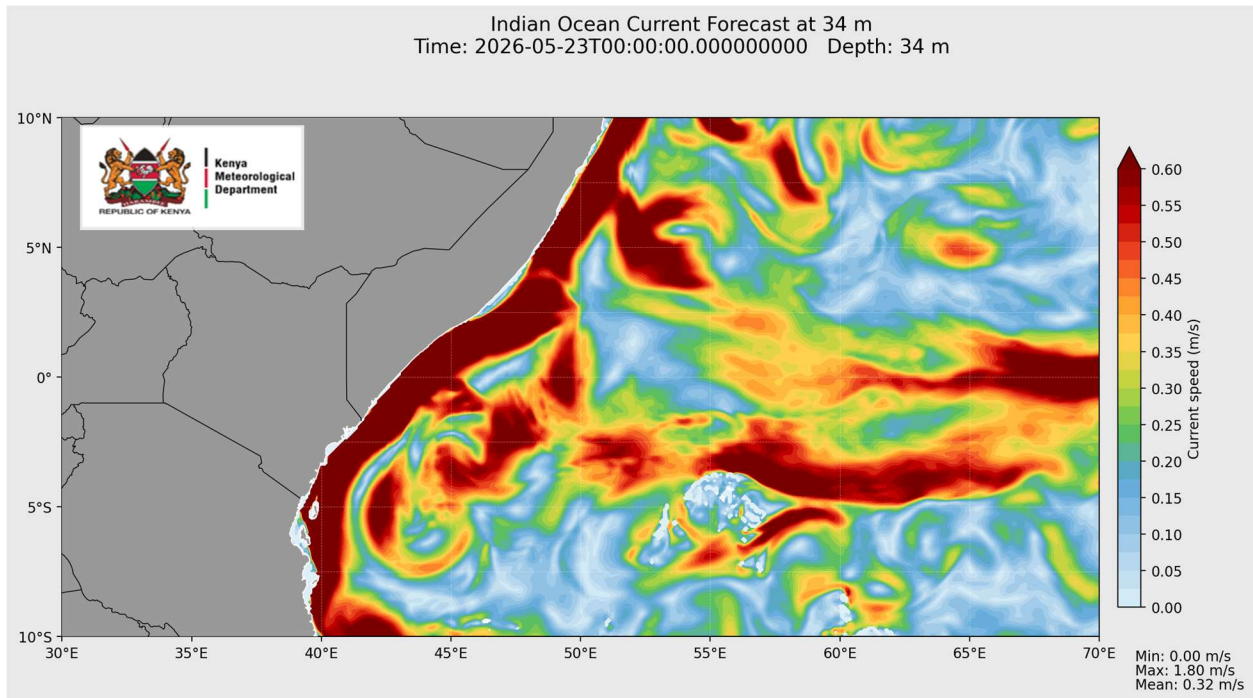 Indian Ocean Current Forecast at 34 m
Time: 2026-05-23T00:00:00.000000000 Depth: 34 m
10°N
5°N
0°
5°S
10°S
Kenya
Meteorological
Department
REPUBLIC OF KENYA
30°E 35°E 40°E 45°E 50°E 55°E 60°E 65°E 70°E
0.60
0.55
0.50
0.45
0.40
0.35
0.30
0.25
0.20
0.15
0.10
0.05
0.00
Current speed (m/s)
Min: 0.00 m/s
Max: 1.80 m/s
Mean: 0.32 m/s